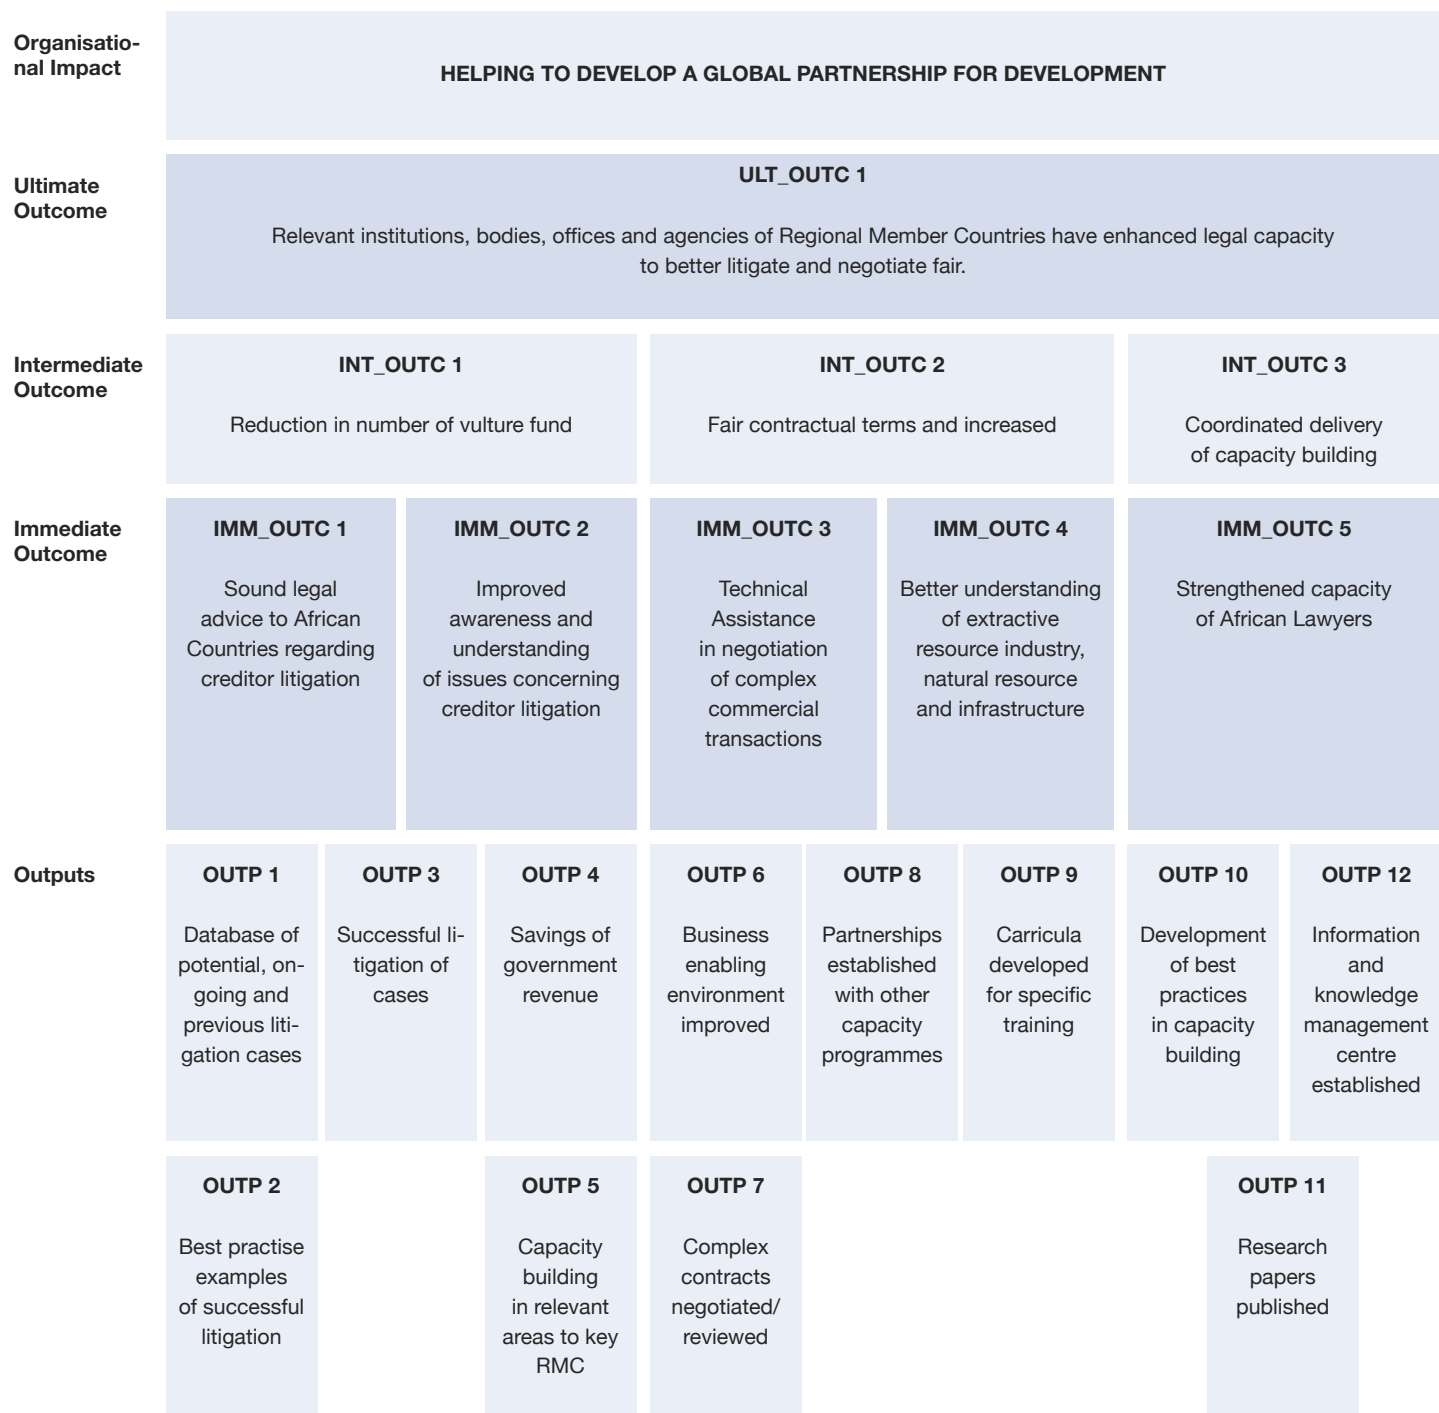 Organisatio-
nal Impact
HELPING TO DEVELOP A GLOBAL PARTNERSHIP FOR DEVELOPMENT
Ultimate
Outcome
ULT_OUTC 1
Relevant institutions, bodies, offices and agencies of Regional Member Countries have enhanced legal capacity
to better litigate and negotiate fair.
Intermediate
Outcome
INT_OUTC 1
Reduction in number of vulture fund
INT_OUTC 2
Fair contractual terms and increased
INT_OUTC 3
Coordinated delivery
of capacity building
Immediate
Outcome
IMM_OUTC 1
Sound legal
advice to African
Countries regarding
creditor litigation
IMM_OUTC 2
Improved
awareness and
understanding
of issues concerning
creditor litigation
IMM_OUTC 3
Technical
Assistance
in negotiation
of complex
commercial
transactions
IMM_OUTC 4
Better understanding
of extractive
resource industry,
natural resource
and infrastructure
IMM_OUTC 5
Strengthened capacity
of African Lawyers
Outputs
OUTP 1
Database of
potential, on-
going and
previous liti-
gation cases
OUTP 3
Successful li-
tigation of
cases
OUTP 4
Savings of
government
revenue
OUTP 6
Business
enabling
environment
improved
OUTP 8
Partnerships
established
with other
capacity
programmes
OUTP 9
Carricula
developed
for specific
training
OUTP 10
Development
of best
practices
in capacity
building
OUTP 12
Information
and
knowledge
management
centre
established
OUTP 2
Best practise
examples
of successful
litigation
OUTP 5
Capacity
building
in relevant
areas to key
RMC
OUTP 7
Complex
contracts
negotiated/
reviewed
OUTP 11
Research
papers
published